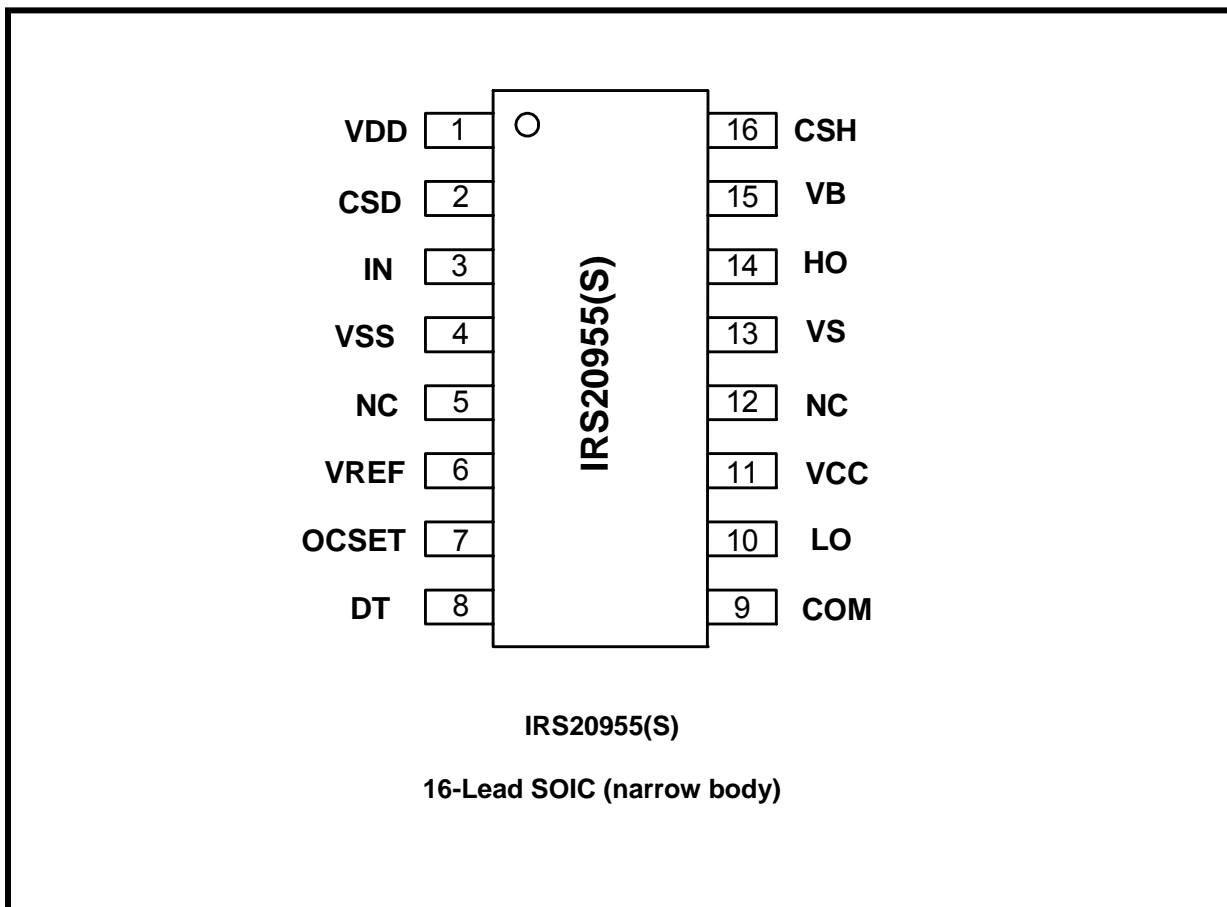 VDD 1 16 CSH
CSD 2 15 VB
IN 3 14 HO
VSS 4 13 VS
NC 5 12 NC
VREF 6 11 VCC
OCSET 7 10 LO
DT 8 9 COM
IRS20955(S)
IRS20955(S)
16-Lead SOIC (narrow body)